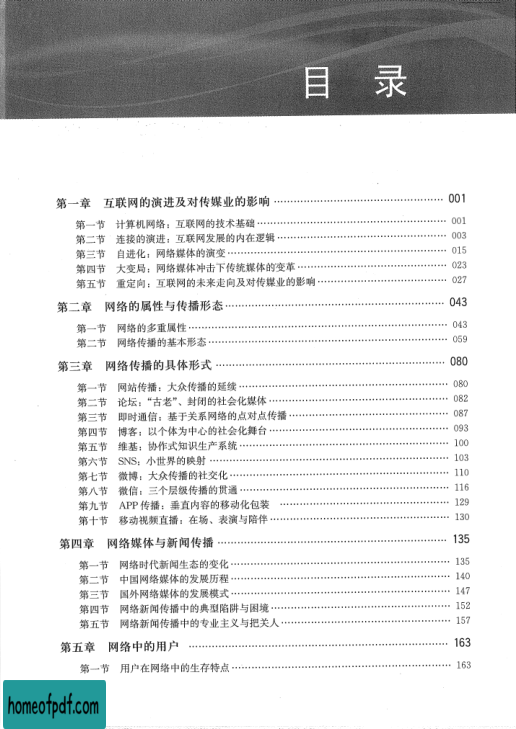 目 录
第一章 互联网的演进及对传媒业的影响 …… 001
第一节 计算机网络：互联网的技术基础 …… 001
第二节 连接的演进：互联网发展的内在逻辑 …… 003
第三节 自进化：网络媒体的演变 …… 015
第四节 大变局：网络媒体冲击下传统媒体的变革 …… 023
第五节 重定向：互联网的未来走向及对传媒业的影响 …… 027
第二章 网络的属性与传播形态 …… 043
第一节 网络的多重属性 …… 043
第二节 网络传播的基本形态 …… 059
第三章 网络传播的具体形式 …… 080
第一节 网站传播：大众传播的延续 …… 080
第二节 论坛：“古老”、封闭的社会化媒体 …… 082
第三节 即时通信：基于关系网络的点对点传播 …… 087
第四节 博客：以个体为中心的社会化舞台 …… 093
第五节 维基：协作式知识生产系统 …… 100
第六节 SNS：小世界的映射 …… 103
第七节 微博：大众传播的社交化 …… 110
第八节 微信：三个层级传播的贯通 …… 116
第九节 APP传播：垂直内容的移动化包装 …… 129
第十节 移动视频直播：在场、表演与陪伴 …… 130
第四章 网络媒体与新闻传播 …… 135
第一节 网络时代新闻生态的变化 …… 135
第二节 中国网络媒体的发展历程 …… 140
第三节 国外网络媒体的发展模式 …… 147
第四节 网络新闻传播中的典型陷阱与困境 …… 152
第五节 网络新闻传播中的专业主义与把关人 …… 157
第五章 网络中的用户 …… 163
第一节 用户在网络中的生存特点 …… 163
homeofpdf.com